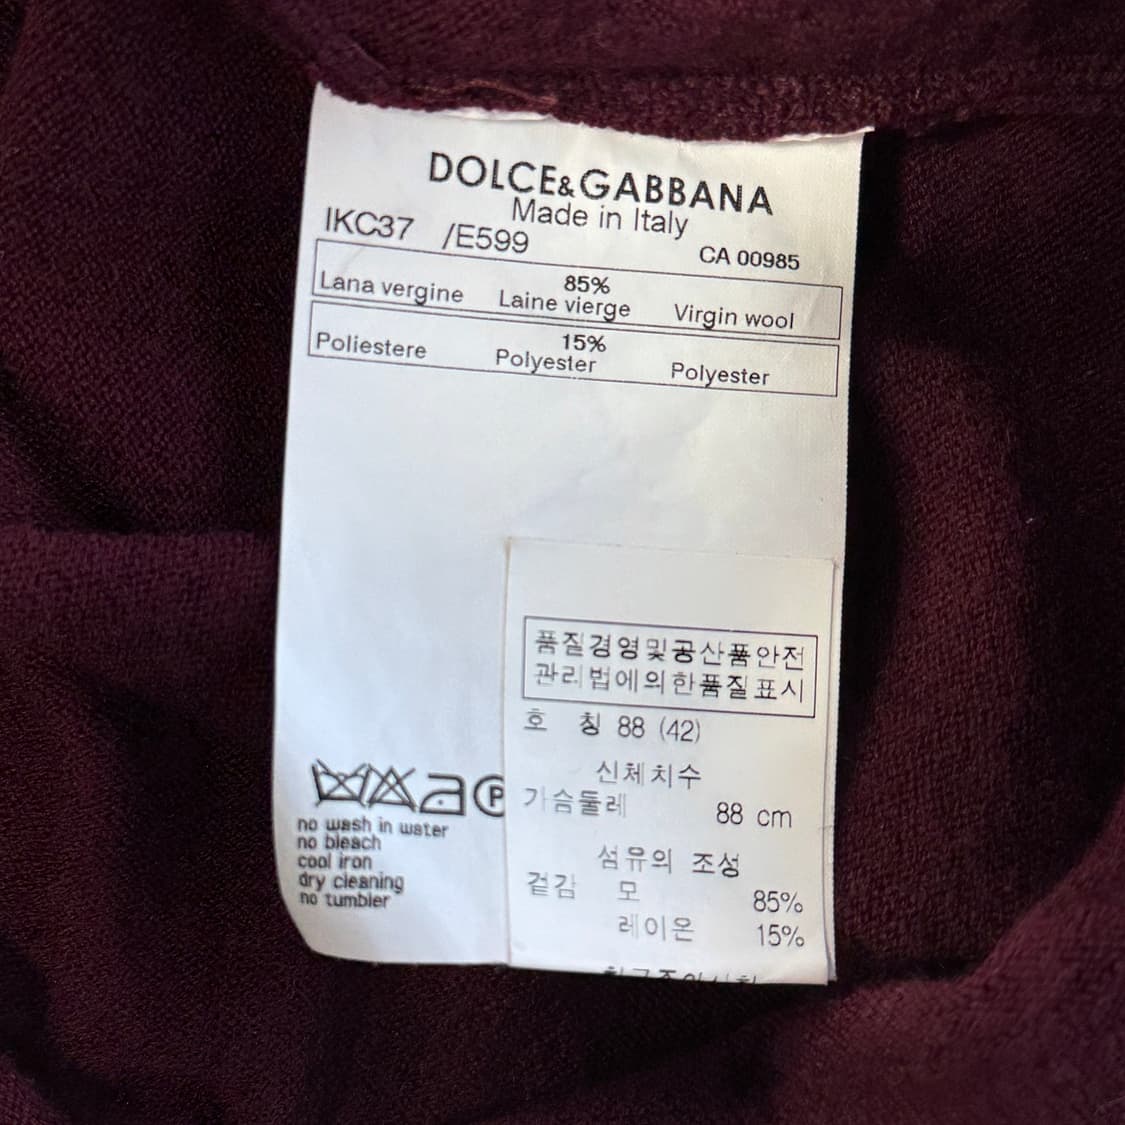 DOLCE&GABBANA
Made in Italy
IKC37 /E599
CA 00985
85%
Lana vergine Laine vierge Virgin wool
15%
Poliestere Polyester Polyester
품질경영및공산품안전
관리법에의한품질표시
호 칭 88 (42)
신체치수
가슴둘레 88 cm
섬유의 조성
겉감 모 85%
레이온 15%
P
no wash in water
no bleach
cool iron
dry cleaning
no tumbler